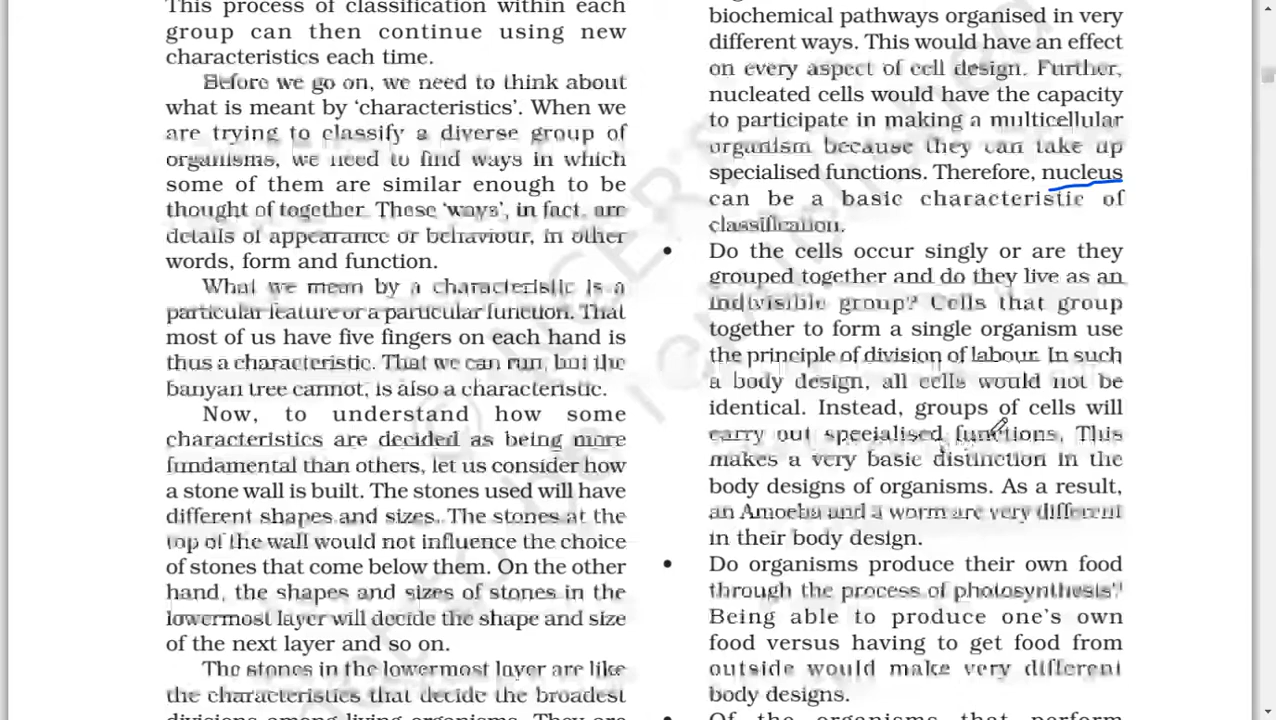 This process of classification within each
group can then continue using new
characteristics each time.
Before we go on, we need to think about
what is meant by ‘characteristics’. When we
are trying to classify a diverse group of
organisms, we need to find ways in which
some of them are similar enough to be
thought of together. These ‘ways’, in fact, are
details of appearance or behaviour, in other
words, form and function.
What we mean by a characteristic is a
particular feature or a particular function. That
most of us have five fingers on each hand is
thus a characteristic. That we can run, but the
banyan tree cannot, is also a characteristic.
Now, to understand how some
characteristics are decided as being more
fundamental than others, let us consider how
a stone wall is built. The stones used will have
different shapes and sizes. The stones at the
top of the wall would not influence the choice
of stones that come below them. On the other
hand, the shapes and sizes of stones in the
lowermost layer will decide the shape and size
of the next layer and so on.
The stones in the lowermost layer are like
the characteristics that decide the broadest
divisions among living organisms. They are
biochemical pathways organised in very
different ways. This would have an effect
on every aspect of cell design. Further,
nucleated cells would have the capacity
to participate in making a multicellular
organism because they can take up
specialised functions. Therefore, nucleus
can be a basic characteristic of
classification.
• Do the cells occur singly or are they
grouped together and do they live as an
indivisible group? Cells that group
together to form a single organism use
the principle of division of labour. In such
a body design, all cells would not be
identical. Instead, groups of cells will
carry out specialised functions. This
makes a very basic distinction in the
body designs of organisms. As a result,
an Amoeba and a worm are very different
in their body design.
• Do organisms produce their own food
through the process of photosynthesis?
Being able to produce one’s own
food versus having to get food from
outside would make very different
body designs.
Of the organisms that perform